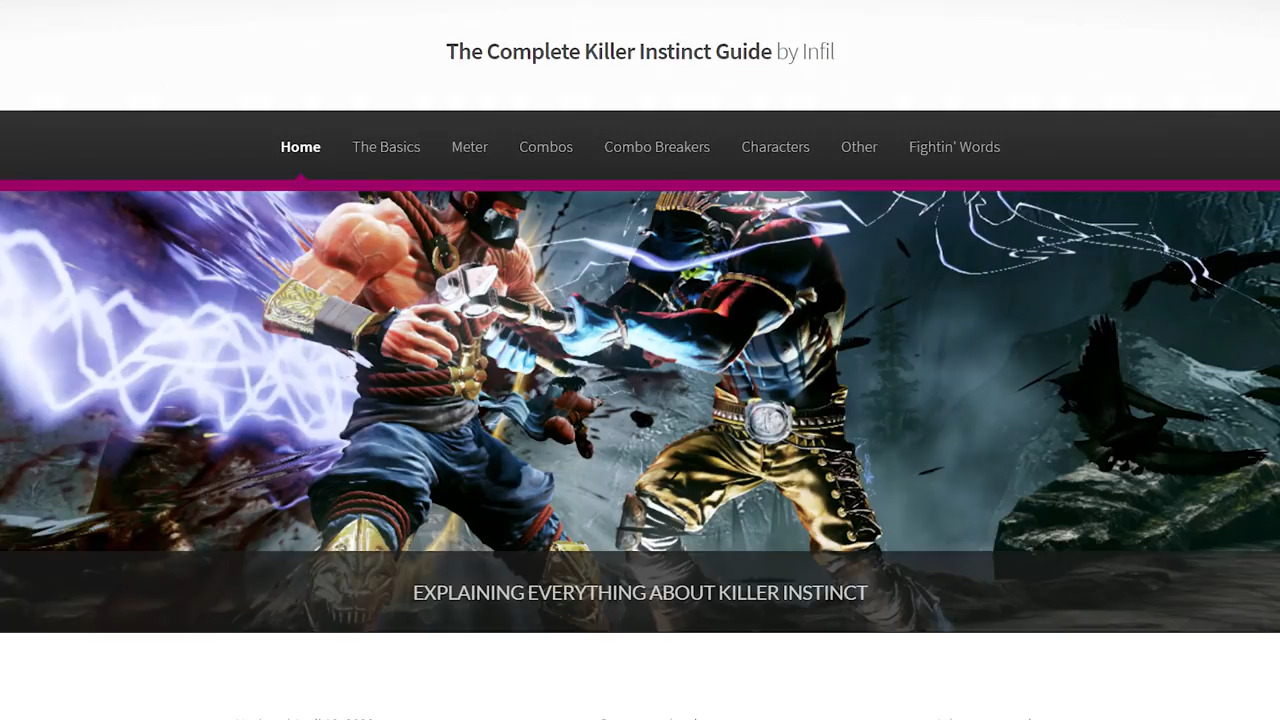 The Complete Killer Instinct Guide by Infil
Home The Basics Meter Combos Combo Breakers Characters Other Fightin' Words
EXPLAINING EVERYTHING ABOUT KILLER INSTINCT